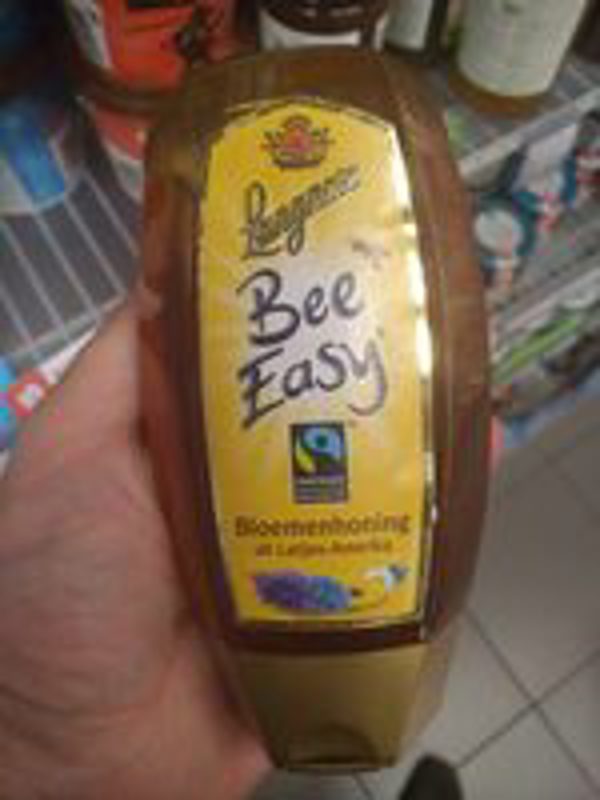 Langnese
Bee
Easy
Bloemenhoning
uit Latijns-Amerika